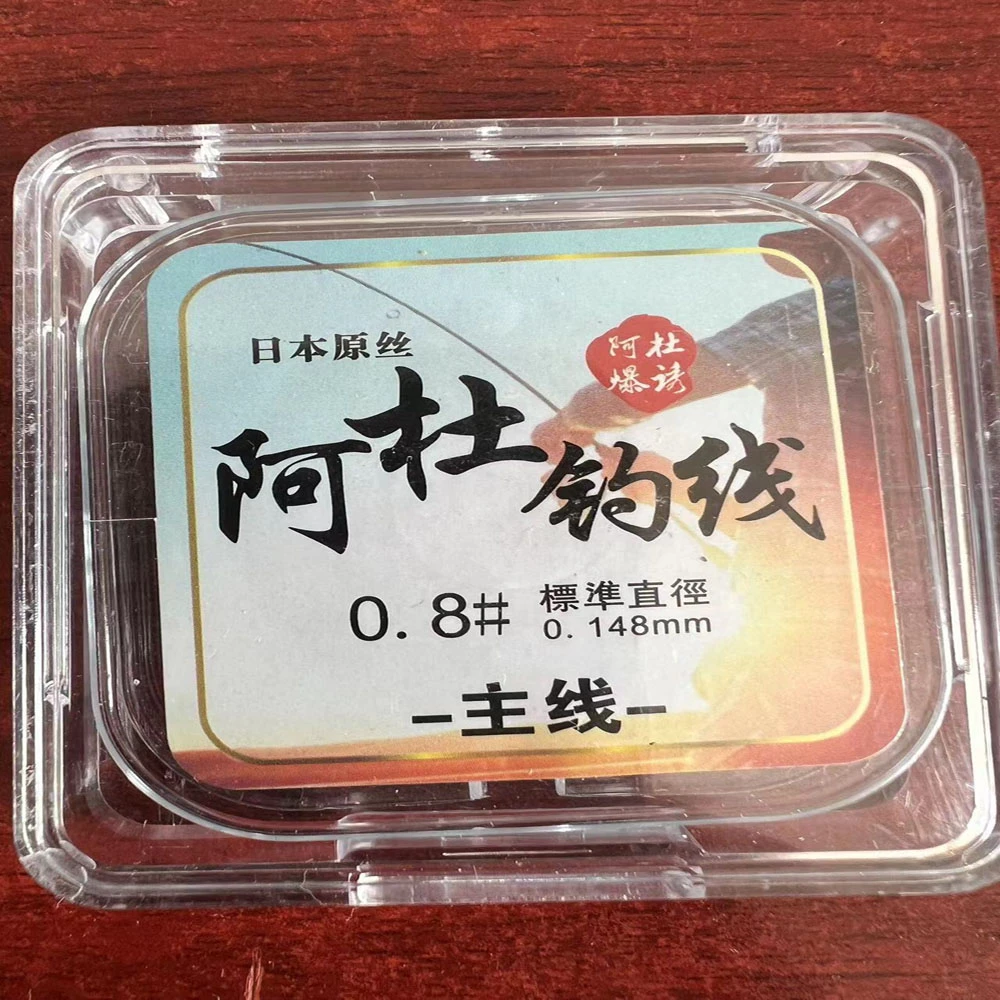 日本原丝
阿杜
爆诱
阿杜钓线
0.8#
標準直徑
0.148mm
-主线-